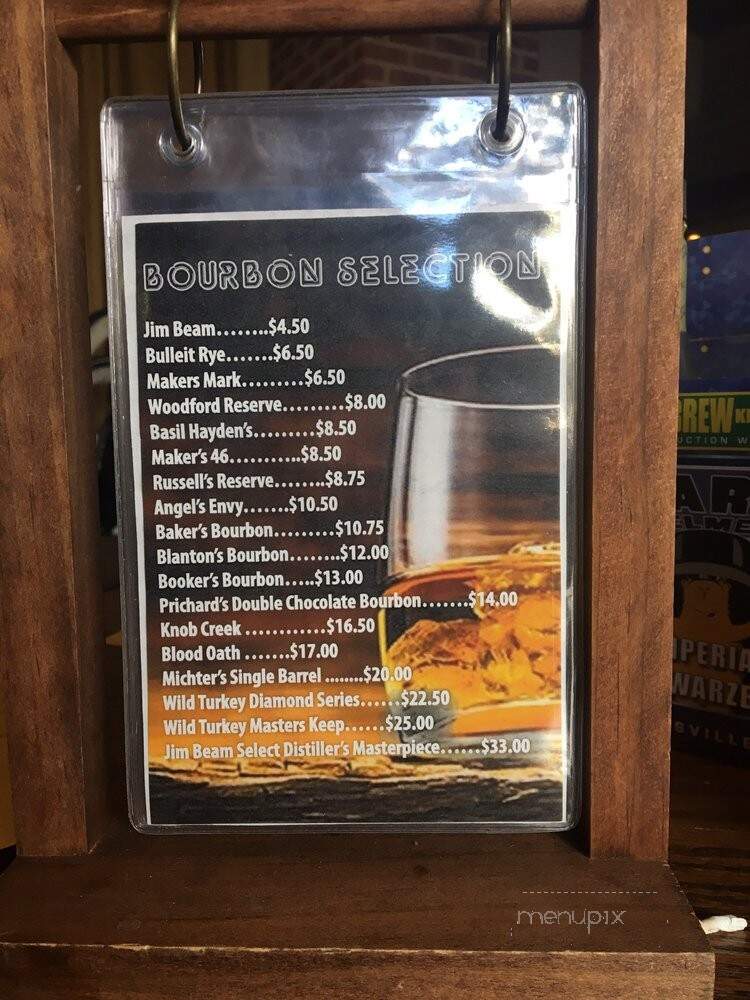 BOURBON SELECTION
Jim Beam........$4.50
Bulleit Rye.......$6.50
Makers Mark.........$6.50
Woodford Reserve.........$8.00
Basil Hayden's.........$8.50
Maker's 46...........$8.50
Russell's Reserve........$8.75
Angel's Envy.......$10.50
Baker's Bourbon.........$10.75
Blanton's Bourbon.......$12.00
Booker's Bourbon.....$13.00
Prichard's Double Chocolate Bourbon.......$14.00
Knob Creek ............$16.50
Blood Oath .......$17.00
Michter's Single Barrel .........$20.00
Wild Turkey Diamond Series......$22.50
Wild Turkey Masters Keep......$25.00
Jim Beam Select Distiller's Masterpiece......$33.00
BREW
menupix